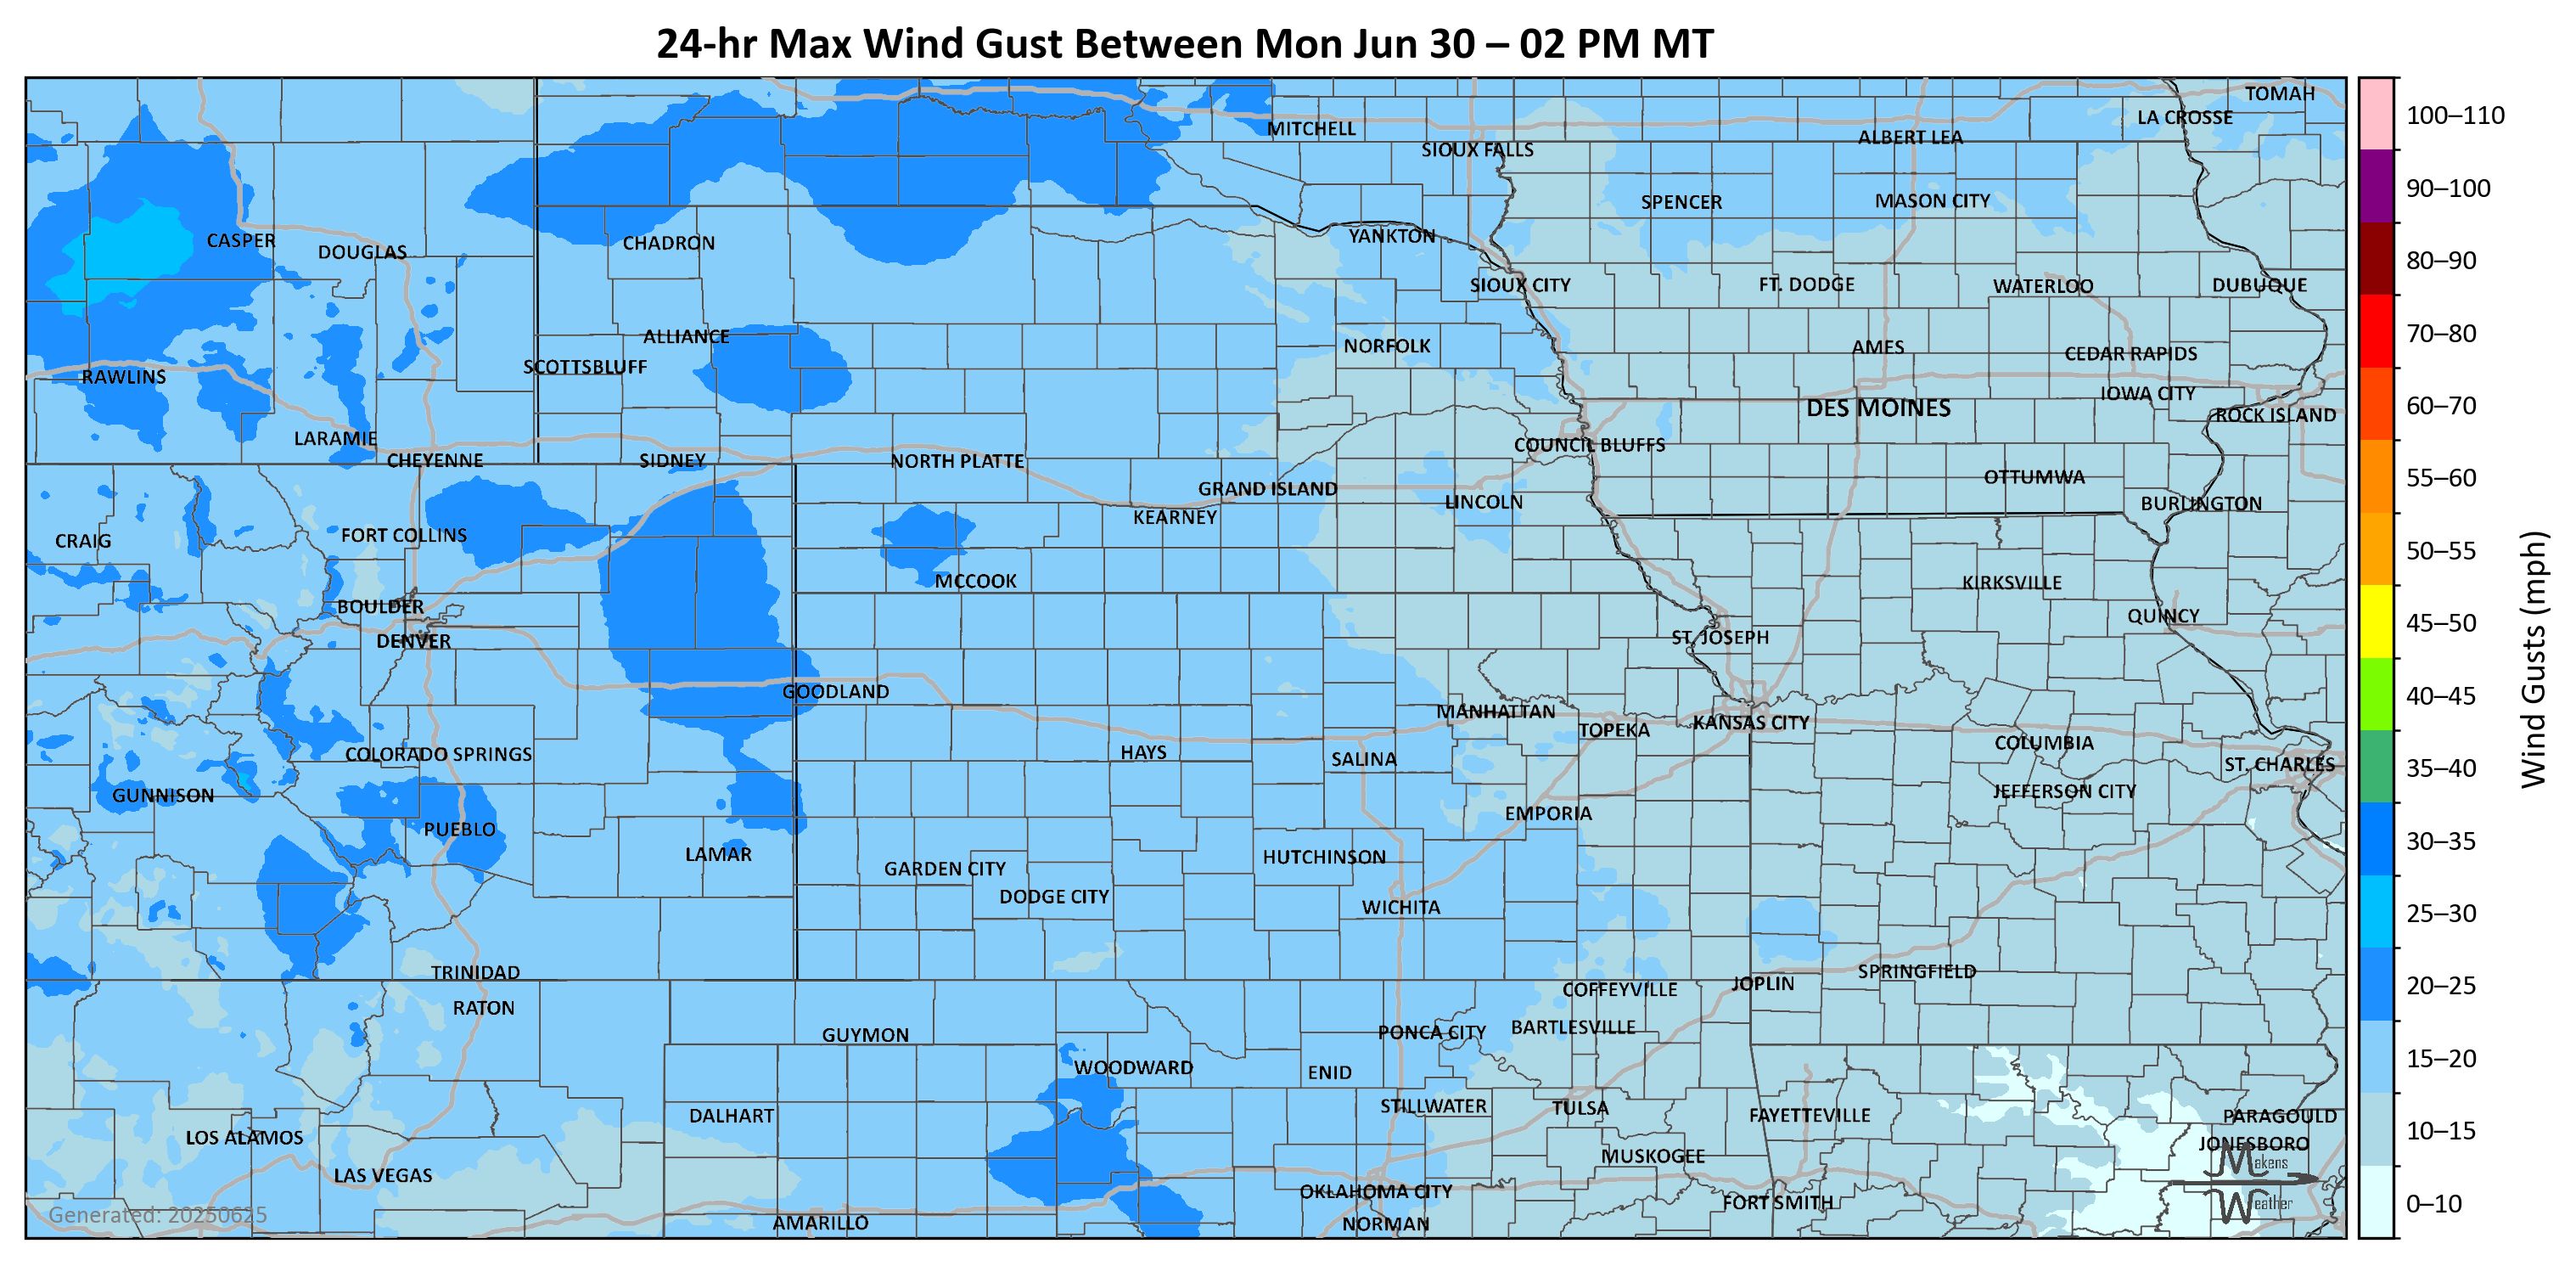 24-hr Max Wind Gust Between Mon Jun 30 – 02 PM MT
TOMAH
LA CROSSE
MITCHELL
ALBERT LEA
SIOUX FALLS
SPENCER
MASON CITY
CASPER
DOUGLAS
CHADRON
YANKTON
SIOUX CITY
FT. DODGE
WATERLOO
DUBUQUE
ALLIANCE
NORFOLK
AMES
CEDAR RAPIDS
SCOTTSBLUFF
RAWLINS
IOWA CITY
DES MOINES
ROCK ISLAND
LARAMIE
COUNCIL BLUFFS
CHEYENNE
SIDNEY
NORTH PLATTE
OTTUMWA
GRAND ISLAND
LINCOLN
BURLINGTON
KEARNEY
CRAIG
FORT COLLINS
MCCOOK
KIRKSVILLE
BOULDER
QUINCY
DENVER
ST. JOSEPH
GOODLAND
MANHATTAN
TOPEKA
KANSAS CITY
COLUMBIA
COLORADO SPRINGS
HAYS
SALINA
ST. CHARLES
GUNNISON
JEFFERSON CITY
EMPORIA
PUEBLO
LAMAR
HUTCHINSON
GARDEN CITY
DODGE CITY
WICHITA
TRINIDAD
SPRINGFIELD
JOPLIN
COFFEYVILLE
RATON
GUYMON
PONCA CITY
BARTLESVILLE
WOODWARD
ENID
STILLWATER
TULSA
DALHART
FAYETTEVILLE
PARAGOULD
LOS ALAMOS
JONESBORO
MUSKOGEE
LAS VEGAS
OKLAHOMA CITY
FORT SMITH
AMARILLO
NORMAN
Makens
Weather
Generated: 20250625
100–110
90–100
80–90
70–80
60–70
55–60
50–55
45–50
40–45
35–40
30–35
25–30
20–25
15–20
10–15
0–10
Wind Gusts (mph)